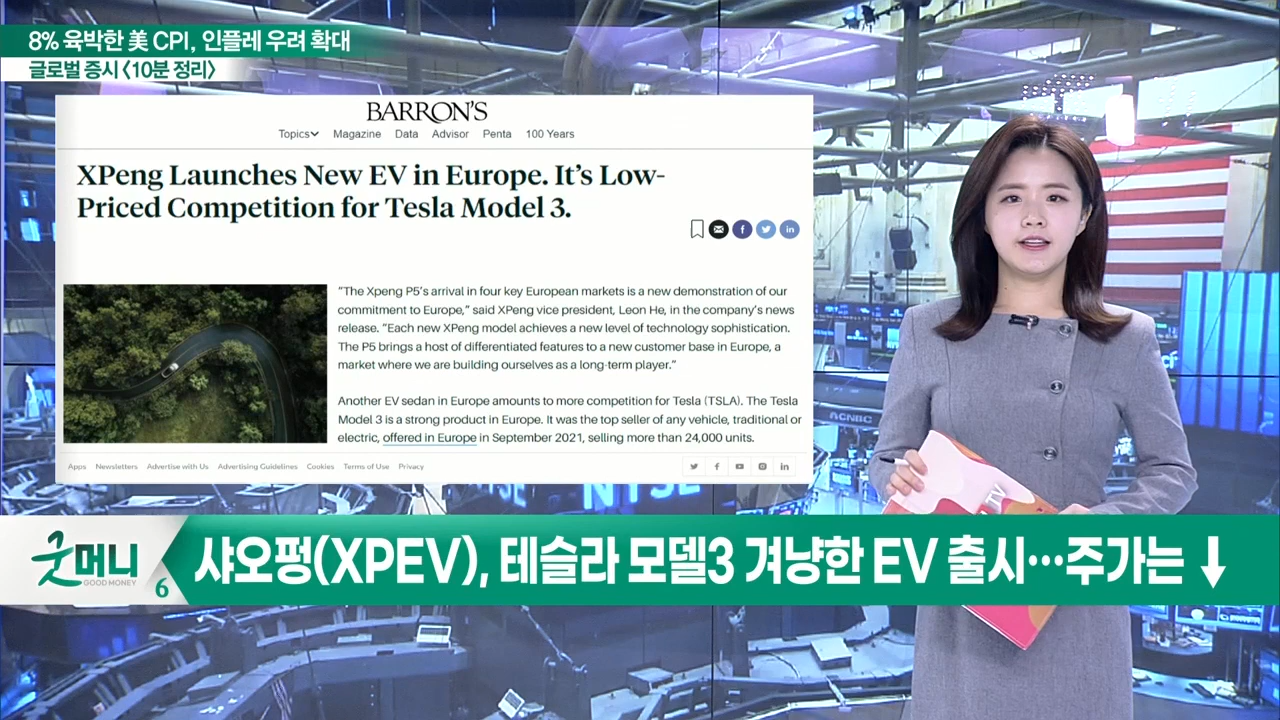 8% 육박한 美 CPI, 인플레 우려 확대
글로벌 증시 <10분 정리>
BARRON'S
Topics Magazine Data Advisor Penta 100 Years
XPeng Launches New EV in Europe. It's Low-
Priced Competition for Tesla Model 3.
"The Xpeng P5's arrival in four key European markets is a new demonstration of our
commitment to Europe," said XPeng vice president, Leon He, in the company's news
release. "Each new XPeng model achieves a new level of technology sophistication.
The P5 brings a host of differentiated features to a new customer base in Europe, a
market where we are building ourselves as a long-term player."
Another EV sedan in Europe amounts to more competition for Tesla (TSLA). The Tesla
Model 3 is a strong product in Europe. It was the top seller of any vehicle, traditional or
electric, offered in Europe in September 2021, selling more than 24,000 units.
Apps Newsletters Advertise with Us Advertising Guidelines Cookies Terms of Use Privacy
CNBC
NYSE
TV
굿머니
GOOD MONEY
6
샤오펑(XPEV), 테슬라 모델3 겨냥한 EV 출시…주가는 ↓